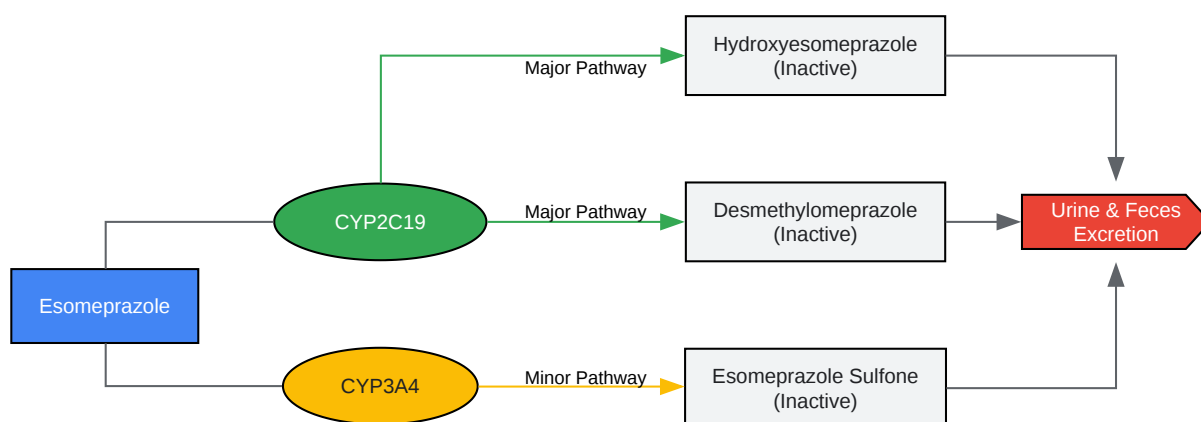 Hydroxyesomeprazole
(Inactive)
Major Pathway
CYP2C19
Major Pathway
Desmethylomeprazole
(Inactive)
Urine & Feces
Excretion
Esomeprazole
CYP3A4
Minor Pathway
Esomeprazole Sulfone
(Inactive)